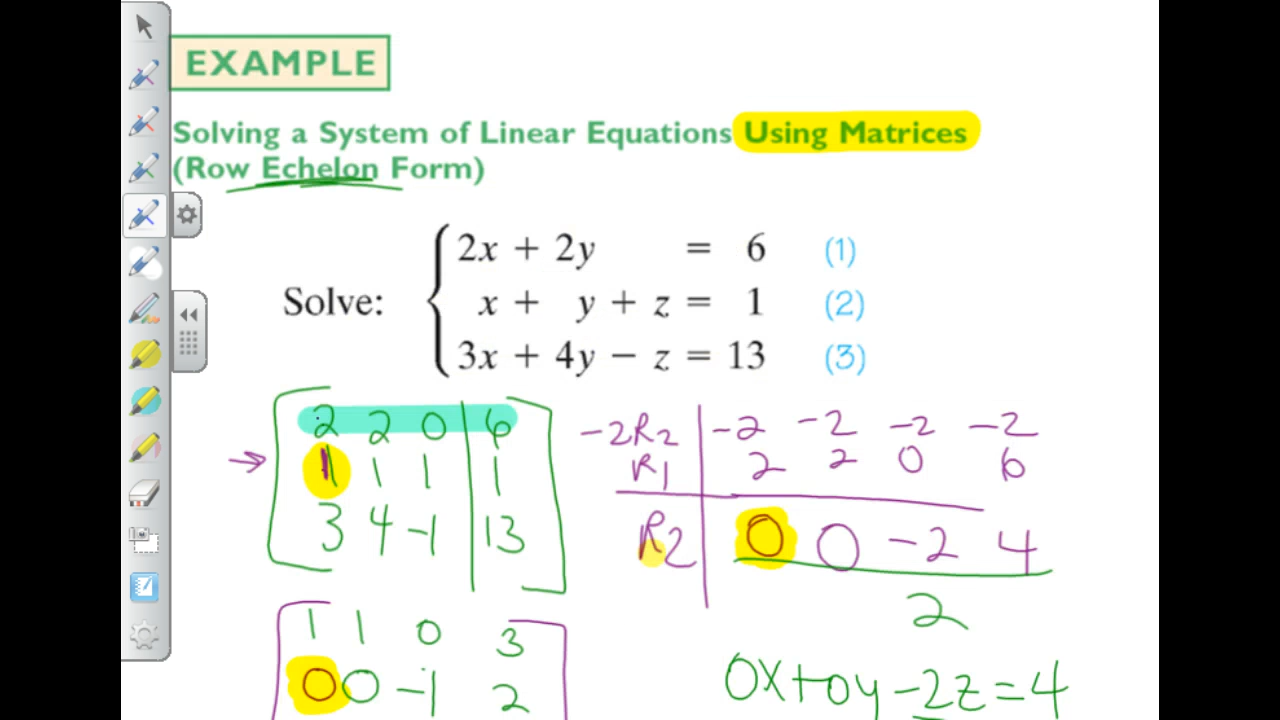 EXAMPLE
Solving a System of Linear Equations Using Matrices
(Row Echelon Form)
Solve:
2x + 2y = 6 (1)
x + y + z = 1 (2)
3x + 4y − z = 13 (3)
2 2 0 6
→ 1 1 1 1
3 4 -1 13
-2R2 -2 -2 -2 -2
R1 2 2 0 6
R2 0 0 -2 4
2
1 1 0 3
0 0 -1 2
0x+0y-2z=4